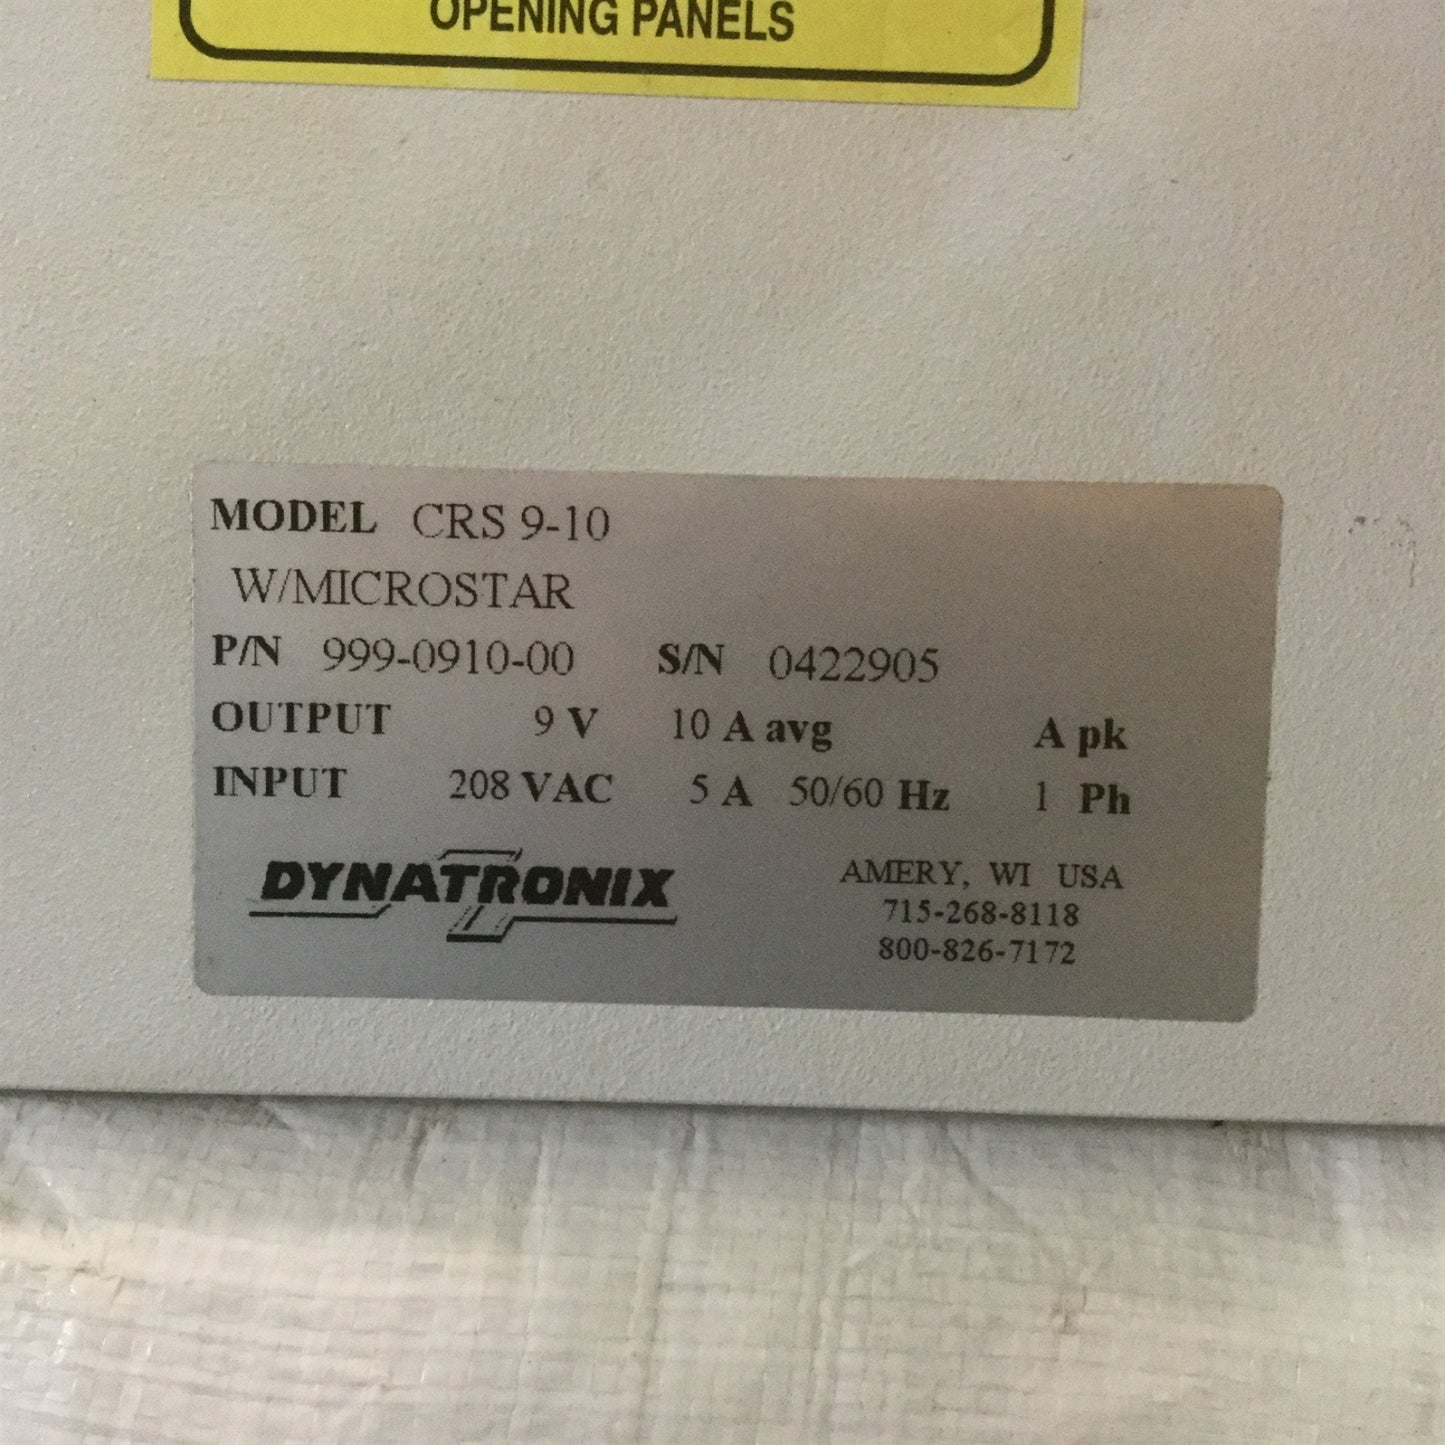 OPENING PANELS
MODEL CRS 9-10
W/MICROSTAR
P/N 999-0910-00 S/N 0422905
OUTPUT 9 V 10 A avg A pk
INPUT 208 VAC 5 A 50/60 Hz 1 Ph
DYNATRONIX
AMERY, WI USA
715-268-8118
800-826-7172